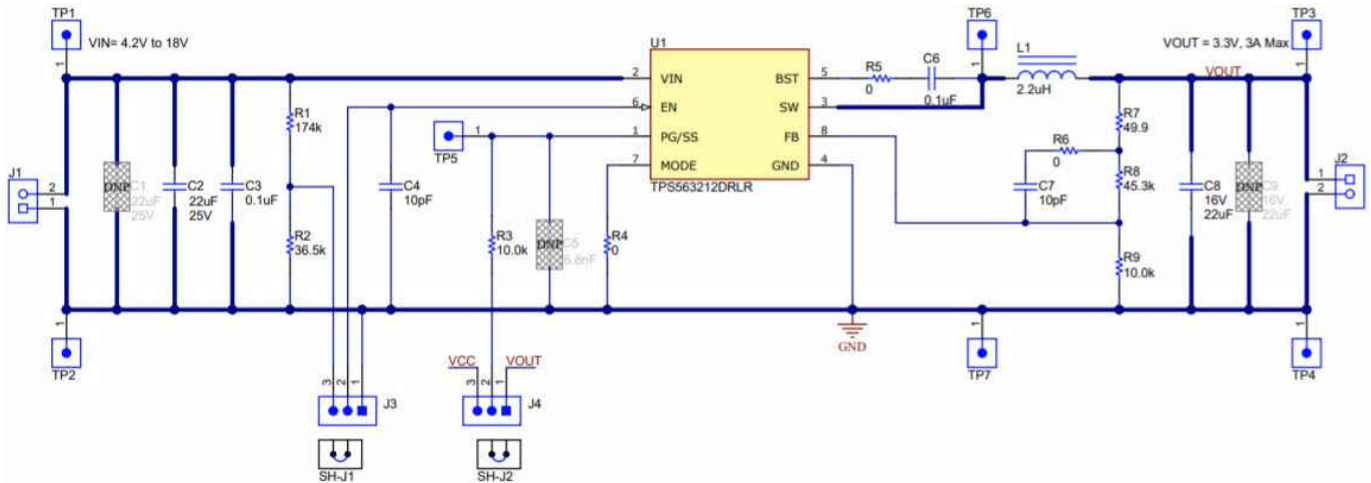 TP1
VIN= 4.2V to 18V
1
TP6
1
TP3
VOUT = 3.3V, 3A Max
1
U1
TPS563212DRLR
2 VIN
6 EN
1 PG/SS
7 MODE
BST 5
SW 3
FB 8
GND 4
R5
0
C6
0.1uF
L1
2.2uH
VOUT
R7
49.9
R6
0
C7
10pF
R8
45.3k
R9
10.0k
C8
16V
22uF
DNP C9
16V
22uF
J2
1
2
J1
2
1
DNP C1
22uF
25V
C2
22uF
25V
C3
0.1uF
R1
174k
R2
36.5k
C4
10pF
TP5
1
R3
10.0k
DNP C5
6.8nF
R4
0
GND
1
TP2
1
TP7
1
TP4
3
2
1
J3
SH-J1
VCC
VOUT
3
2
1
J4
SH-J2